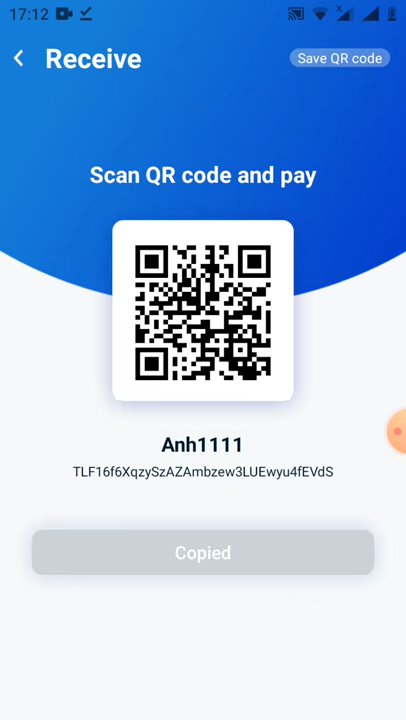 17:12
x
Receive
Save QR code
Scan QR code and pay
Anh1111
TLF16f6XqzySzAZAmbzew3LUEwyu4fEVdS
Copied